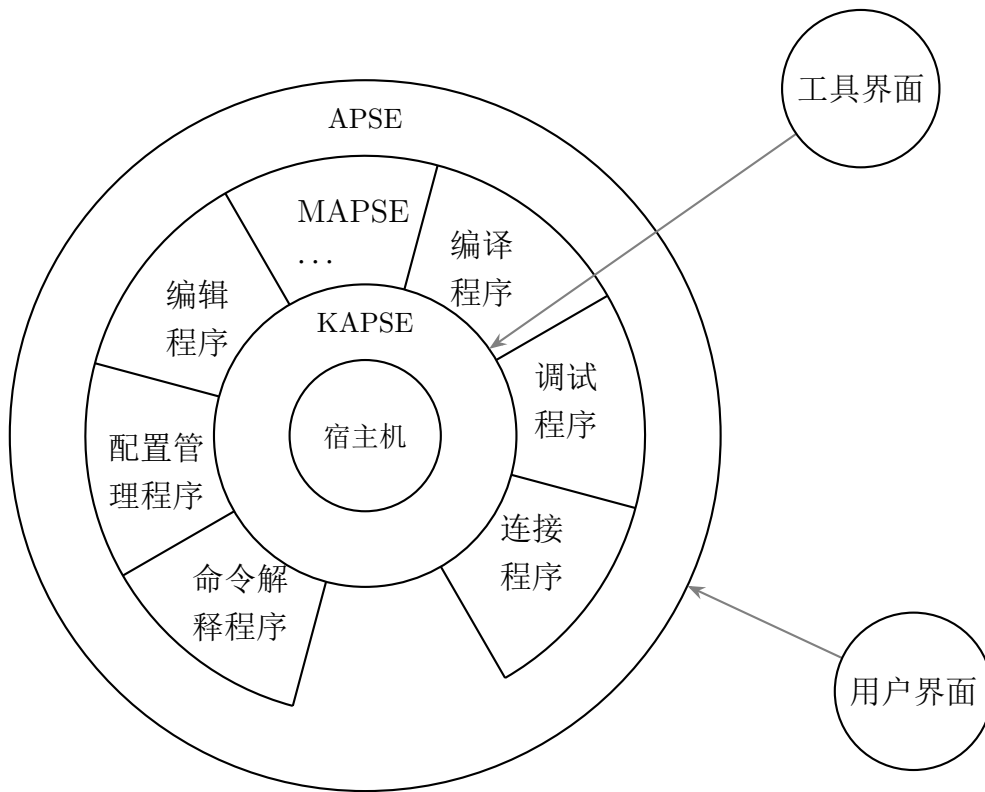 工具界面
APSE
MAPSE
...
编译
程序
编辑
程序
KAPSE
调试
程序
宿主机
配置管
理程序
连接
程序
命令解
释程序
用户界面